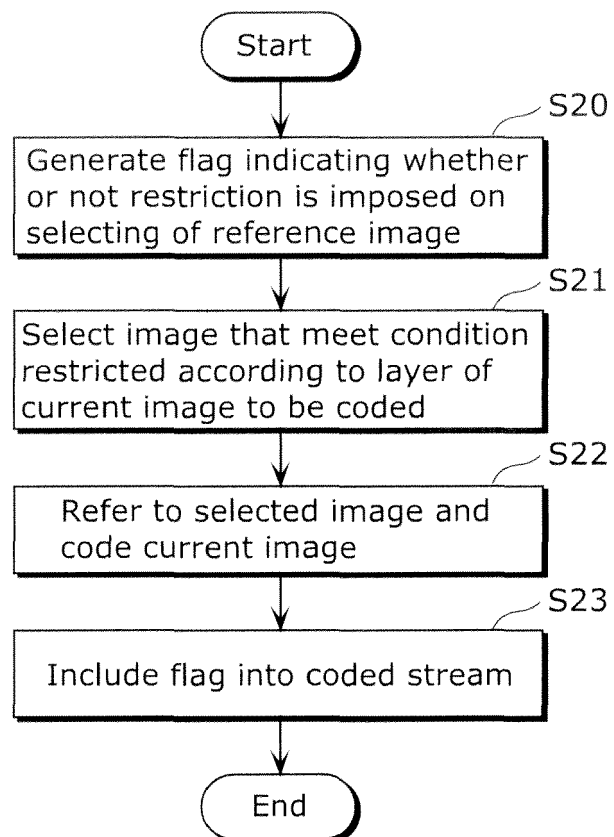 Start
S20
Generate flag indicating whether
or not restriction is imposed on
selecting of reference image
S21
Select image that meet condition
restricted according to layer of
current image to be coded
S22
Refer to selected image and
code current image
S23
Include flag into coded stream
End